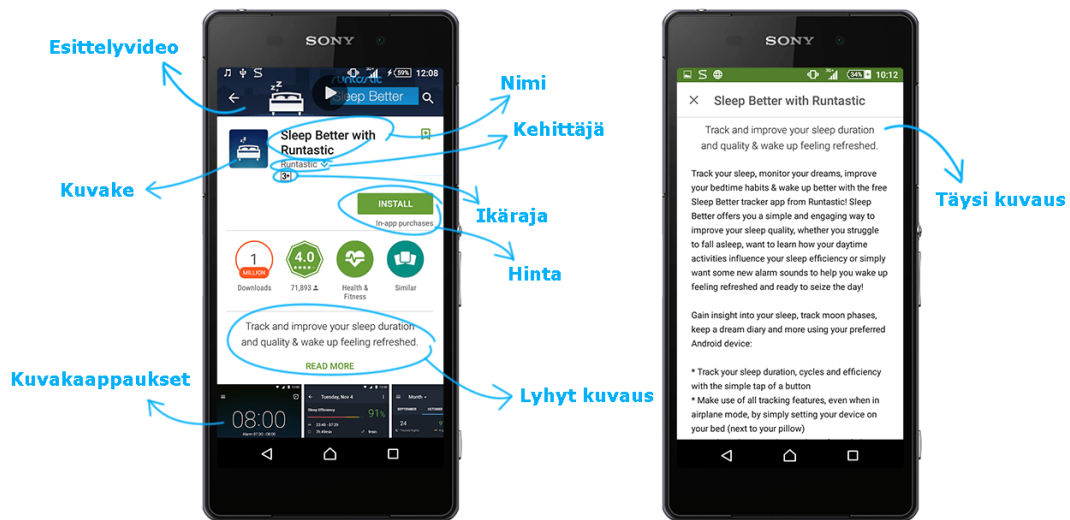 Esittelyvideo
Nimi
Kehittäjä
Kuvake
Ikäraja
Hinta
Kuvakaappaukset
Lyhyt kuvaus
SONY
59%
12:08
runtastic
Sleep Better
Sleep Better with
Runtastic
Runtastic
3+
INSTALL
In-app purchases
1
MILLION
Downloads
4.0
71,893
Health &
Fitness
Similar
Track and improve your sleep duration
and quality & wake up feeling refreshed.
READ MORE
08:00
Alarm 07:30 - 08:00
Tuesday, Nov 4
Sleep Efficiency
91%
Month
SEPTEMBER
OCTOBER
24
SONY
34%
10:12
Sleep Better with Runtastic
Track and improve your sleep duration
and quality & wake up feeling refreshed.
Täysi kuvaus
Track your sleep, monitor your dreams, improve
your bedtime habits & wake up better with the free
Sleep Better tracker app from Runtastic! Sleep
Better offers you a simple and engaging way to
improve your sleep quality, whether you struggle
to fall asleep, want to learn how your daytime
activities influence your sleep efficiency or simply
want some new alarm sounds to help you wake up
feeling refreshed and ready to seize the day!
Gain insight into your sleep, track moon phases,
keep a dream diary and more using your preferred
Android device:
* Track your sleep duration, cycles and efficiency
with the simple tap of a button
* Make use of all tracking features, even when in
airplane mode, by simply setting your device on
your bed (next to your pillow)